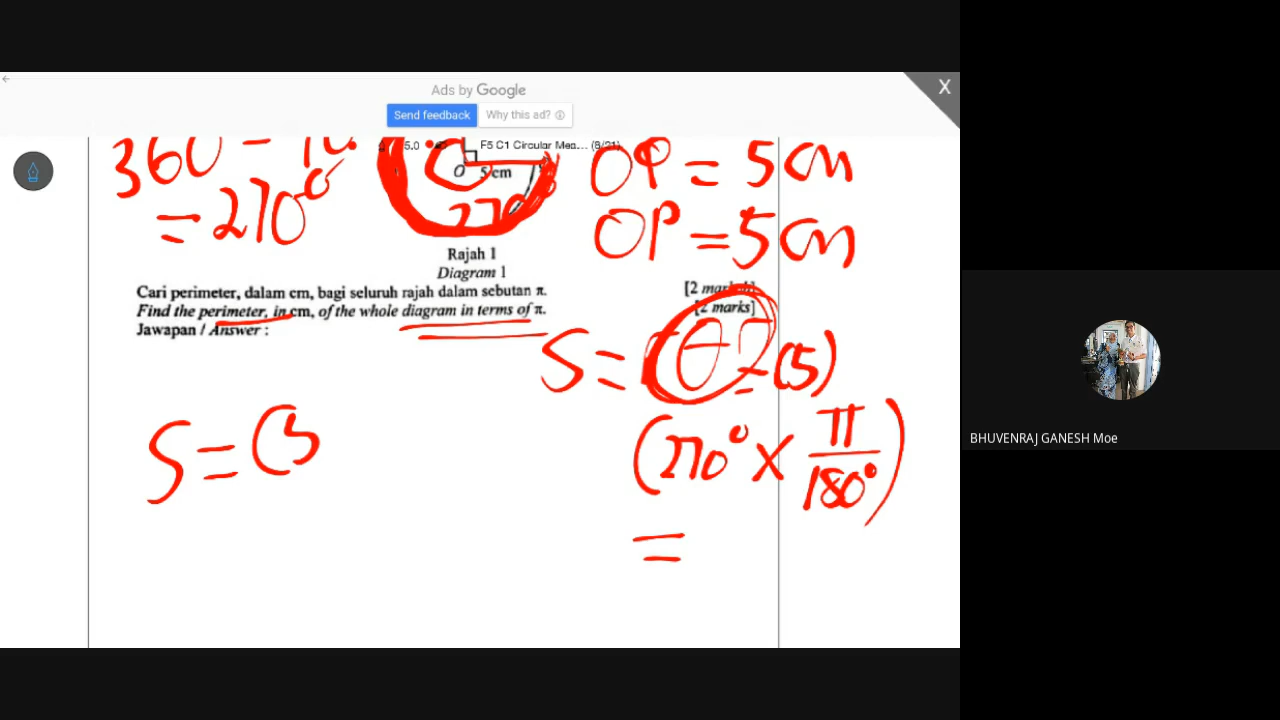 Ads by Google
X
Send feedback
Why this ad?
5.0
F5 C1 Circular Mea... (8/21)
360 -
= 270°
O
5 cm
270
OP = 5 cm
Rajah 1
Diagram 1
Cari perimeter, dalam cm, bagi seluruh rajah dalam sebutan π.
[2 markah]
Find the perimeter, in cm, of the whole diagram in terms of π.
[2 marks]
Jawapan / Answer :
S = (5)
S = (5
(270° × π/180°)
=
BHUVENRAJ GANESH Moe